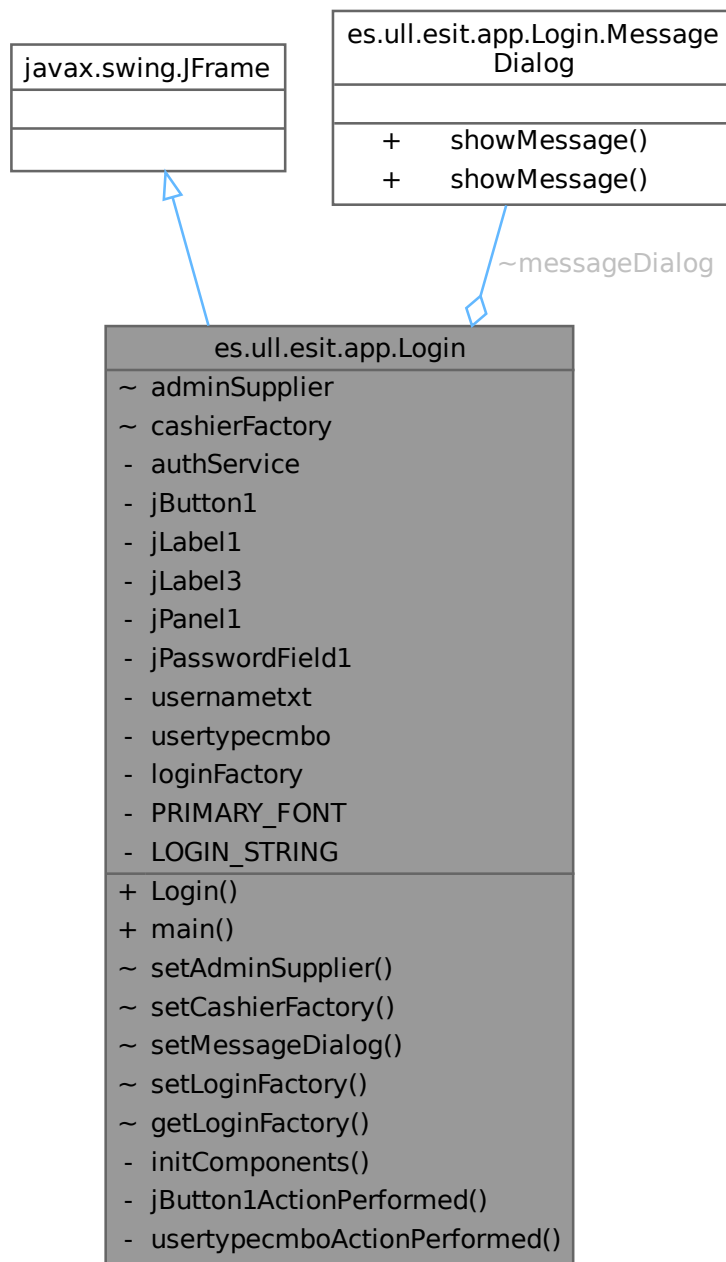 javax.swing.JFrame
es.ull.esit.app.Login.Message
Dialog
+ showMessage()
+ showMessage()
~messageDialog
es.ull.esit.app.Login
~ adminSupplier
~ cashierFactory
- authService
- jButton1
- jLabel1
- jLabel3
- jPanel1
- jPasswordField1
- usernametxt
- usertypecmbo
- loginFactory
- PRIMARY_FONT
- LOGIN_STRING
+ Login()
+ main()
~ setAdminSupplier()
~ setCashierFactory()
~ setMessageDialog()
~ setLoginFactory()
~ getLoginFactory()
- initComponents()
- jButton1ActionPerformed()
- usertypecmboActionPerformed()